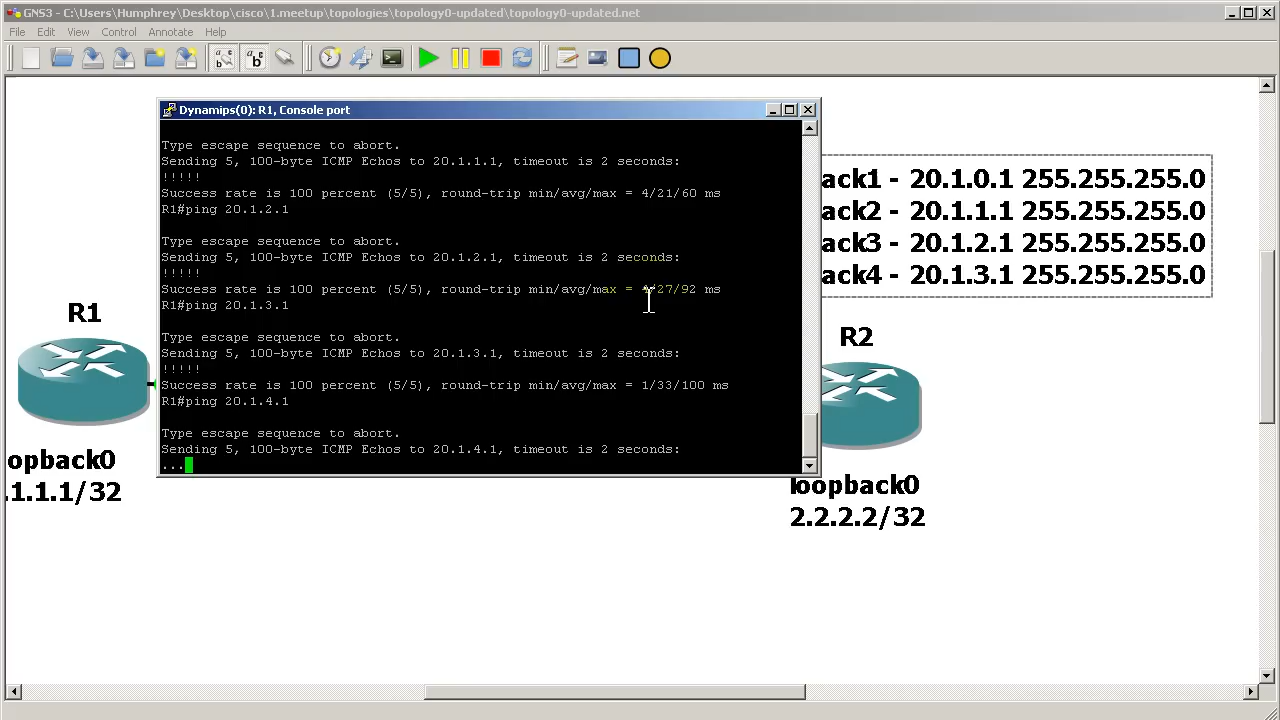 GNS3 - C:\Users\Humphrey\Desktop\cisco\1.meetup\topologies\topology0-updated\topology0-updated.net
File Edit View Control Annotate Help
Dynamips(0): R1, Console port
Type escape sequence to abort.
Sending 5, 100-byte ICMP Echos to 20.1.1.1, timeout is 2 seconds:
!!!!!
Success rate is 100 percent (5/5), round-trip min/avg/max = 4/21/60 ms
R1#ping 20.1.2.1
Type escape sequence to abort.
Sending 5, 100-byte ICMP Echos to 20.1.2.1, timeout is 2 seconds:
!!!!!
Success rate is 100 percent (5/5), round-trip min/avg/max = /27/92 ms
R1#ping 20.1.3.1
Type escape sequence to abort.
Sending 5, 100-byte ICMP Echos to 20.1.3.1, timeout is 2 seconds:
!!!!!
Success rate is 100 percent (5/5), round-trip min/avg/max = 1/33/100 ms
R1#ping 20.1.4.1
Type escape sequence to abort.
Sending 5, 100-byte ICMP Echos to 20.1.4.1, timeout is 2 seconds:
...
ack1 - 20.1.0.1 255.255.255.0
ack2 - 20.1.1.1 255.255.255.0
ack3 - 20.1.2.1 255.255.255.0
ack4 - 20.1.3.1 255.255.255.0
R1
opback0
.1.1.1/32
R2
loopback0
2.2.2.2/32